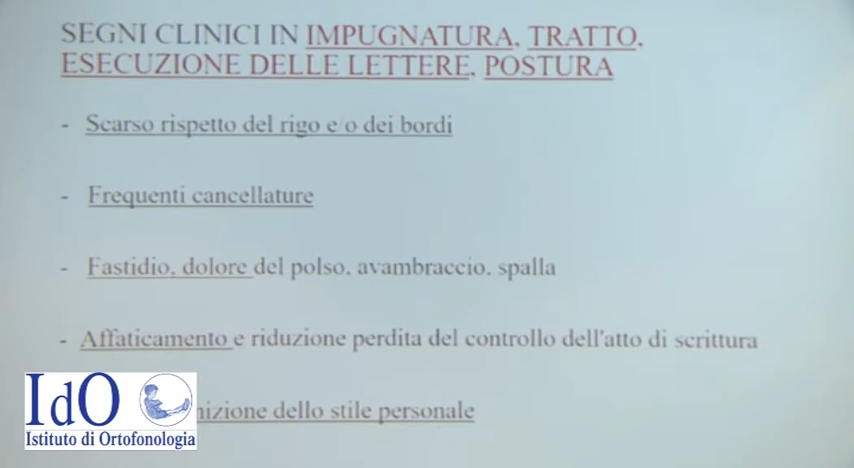 SEGNI CLINICI IN IMPUGNATURA, TRATTO,
ESECUZIONE DELLE LETTERE, POSTURA
- Scarso rispetto del rigo e/o dei bordi
- Frequenti cancellature
- Fastidio, dolore del polso, avambraccio, spalla
- Affaticamento e riduzione perdita del controllo dell'atto di scrittura
nizione dello stile personale
IdO
Istituto di Ortofonologia